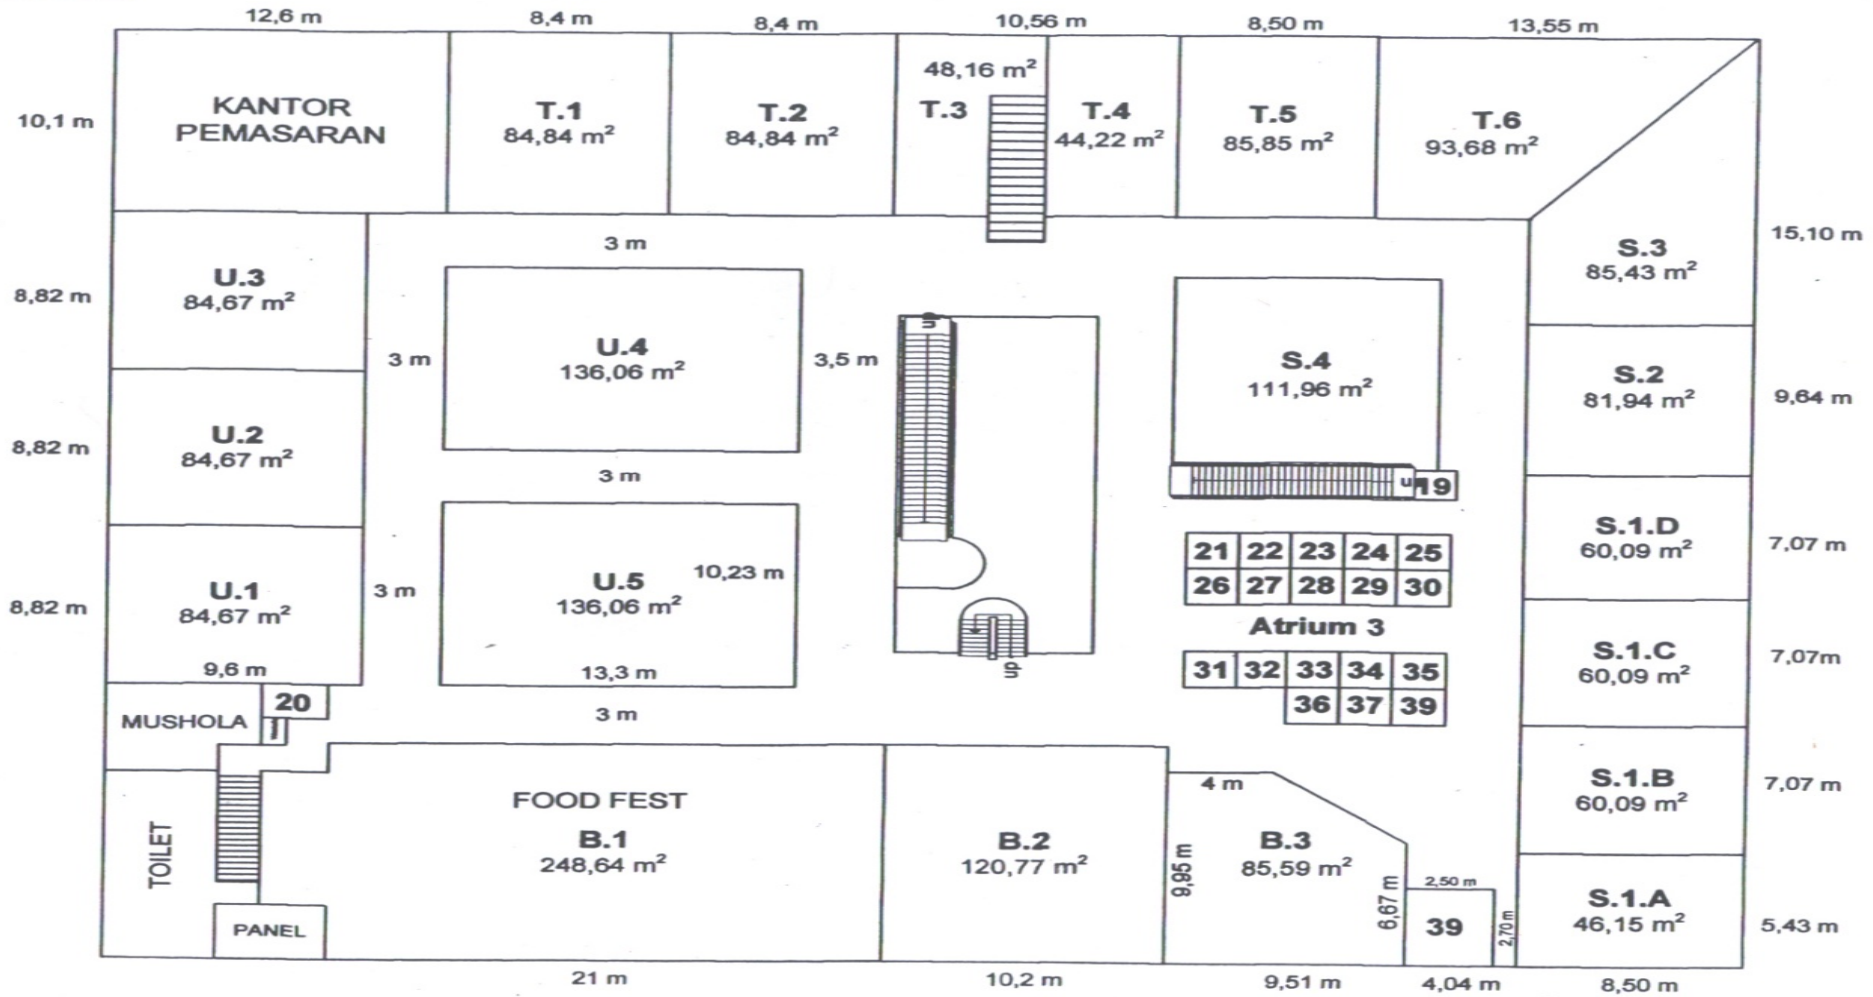 12,6 m
8,4 m
8,4 m
10,56 m
8,50 m
13,55 m
10,1 m
KANTOR
PEMASARAN
T.1
84,84 m²
T.2
84,84 m²
48,16 m²
T.3
T.4
44,22 m²
T.5
85,85 m²
T.6
93,68 m²
3 m
U.3
84,67 m²
8,82 m
S.3
85,43 m²
15,10 m
3 m
U.4
136,06 m²
3,5 m
dn
S.4
111,96 m²
S.2
81,94 m²
9,64 m
U.2
84,67 m²
8,82 m
3 m
19
21 22 23 24 25
26 27 28 29 30
S.1.D
60,09 m²
7,07 m
U.1
84,67 m²
8,82 m
9,6 m
3 m
U.5
136,06 m²
10,23 m
13,3 m
Atrium 3
31 32 33 34 35
36 37 39
S.1.C
60,09 m²
7,07m
dn
MUSHOLA
20
3 m
TOILET
PANEL
FOOD FEST
B.1
248,64 m²
B.2
120,77 m²
4 m
B.3
85,59 m²
9,95 m
6,67 m
2,50 m
39
2,70 m
S.1.B
60,09 m²
7,07 m
S.1.A
46,15 m²
5,43 m
21 m
10,2 m
9,51 m
4,04 m
8,50 m